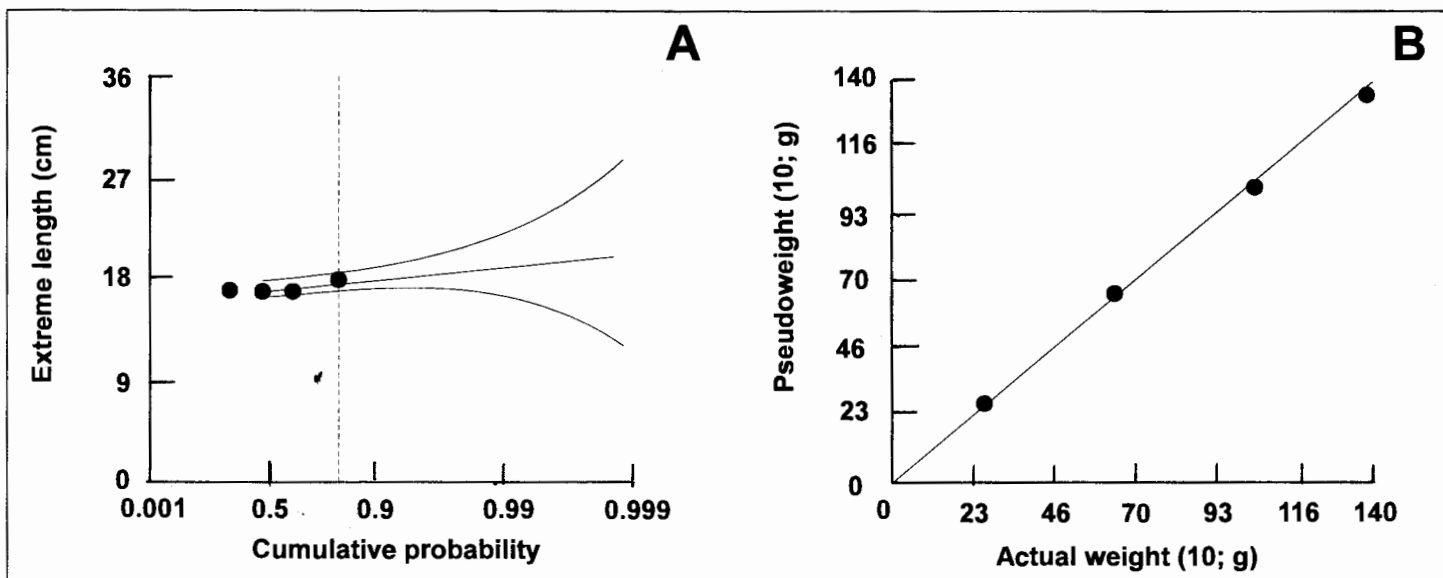 A
36
27
18
9
0
Extreme length (cm)
0.001 0.5 0.9 0.99 0.999
Cumulative probability
B
140
116
93
70
46
23
0
Pseudoweight (10; g)
0 23 46 70 93 116 140
Actual weight (10; g)